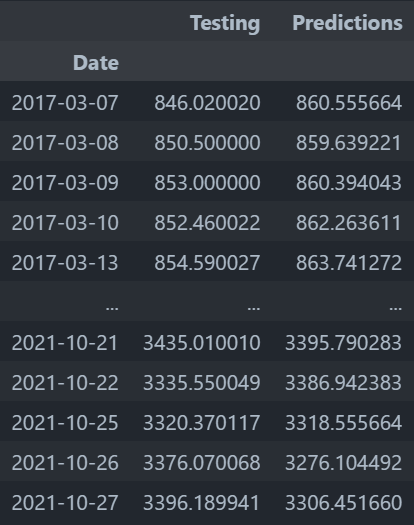 Testing Predictions
Date
2017-03-07 846.020020 860.555664
2017-03-08 850.500000 859.639221
2017-03-09 853.000000 860.394043
2017-03-10 852.460022 862.263611
2017-03-13 854.590027 863.741272
... ... ...
2021-10-21 3435.010010 3395.790283
2021-10-22 3335.550049 3386.942383
2021-10-25 3320.370117 3318.555664
2021-10-26 3376.070068 3276.104492
2021-10-27 3396.189941 3306.451660